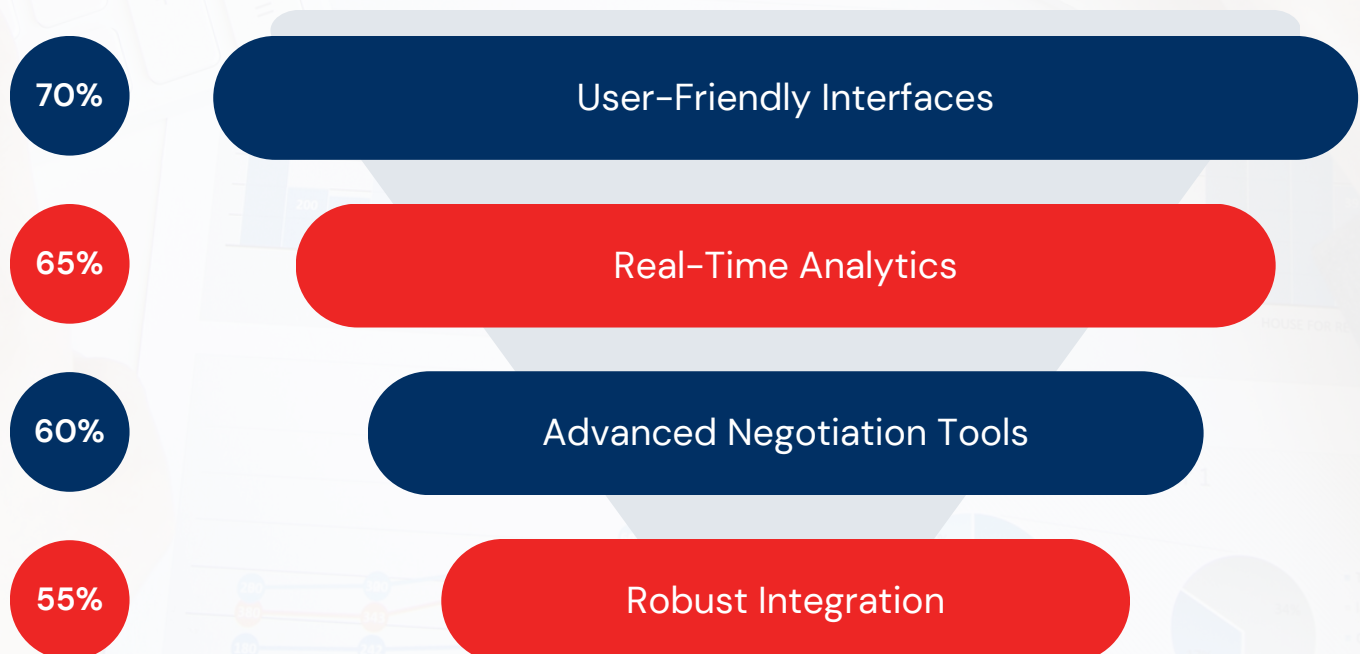 70%
User-Friendly Interfaces
65%
Real-Time Analytics
60%
Advanced Negotiation Tools
55%
Robust Integration